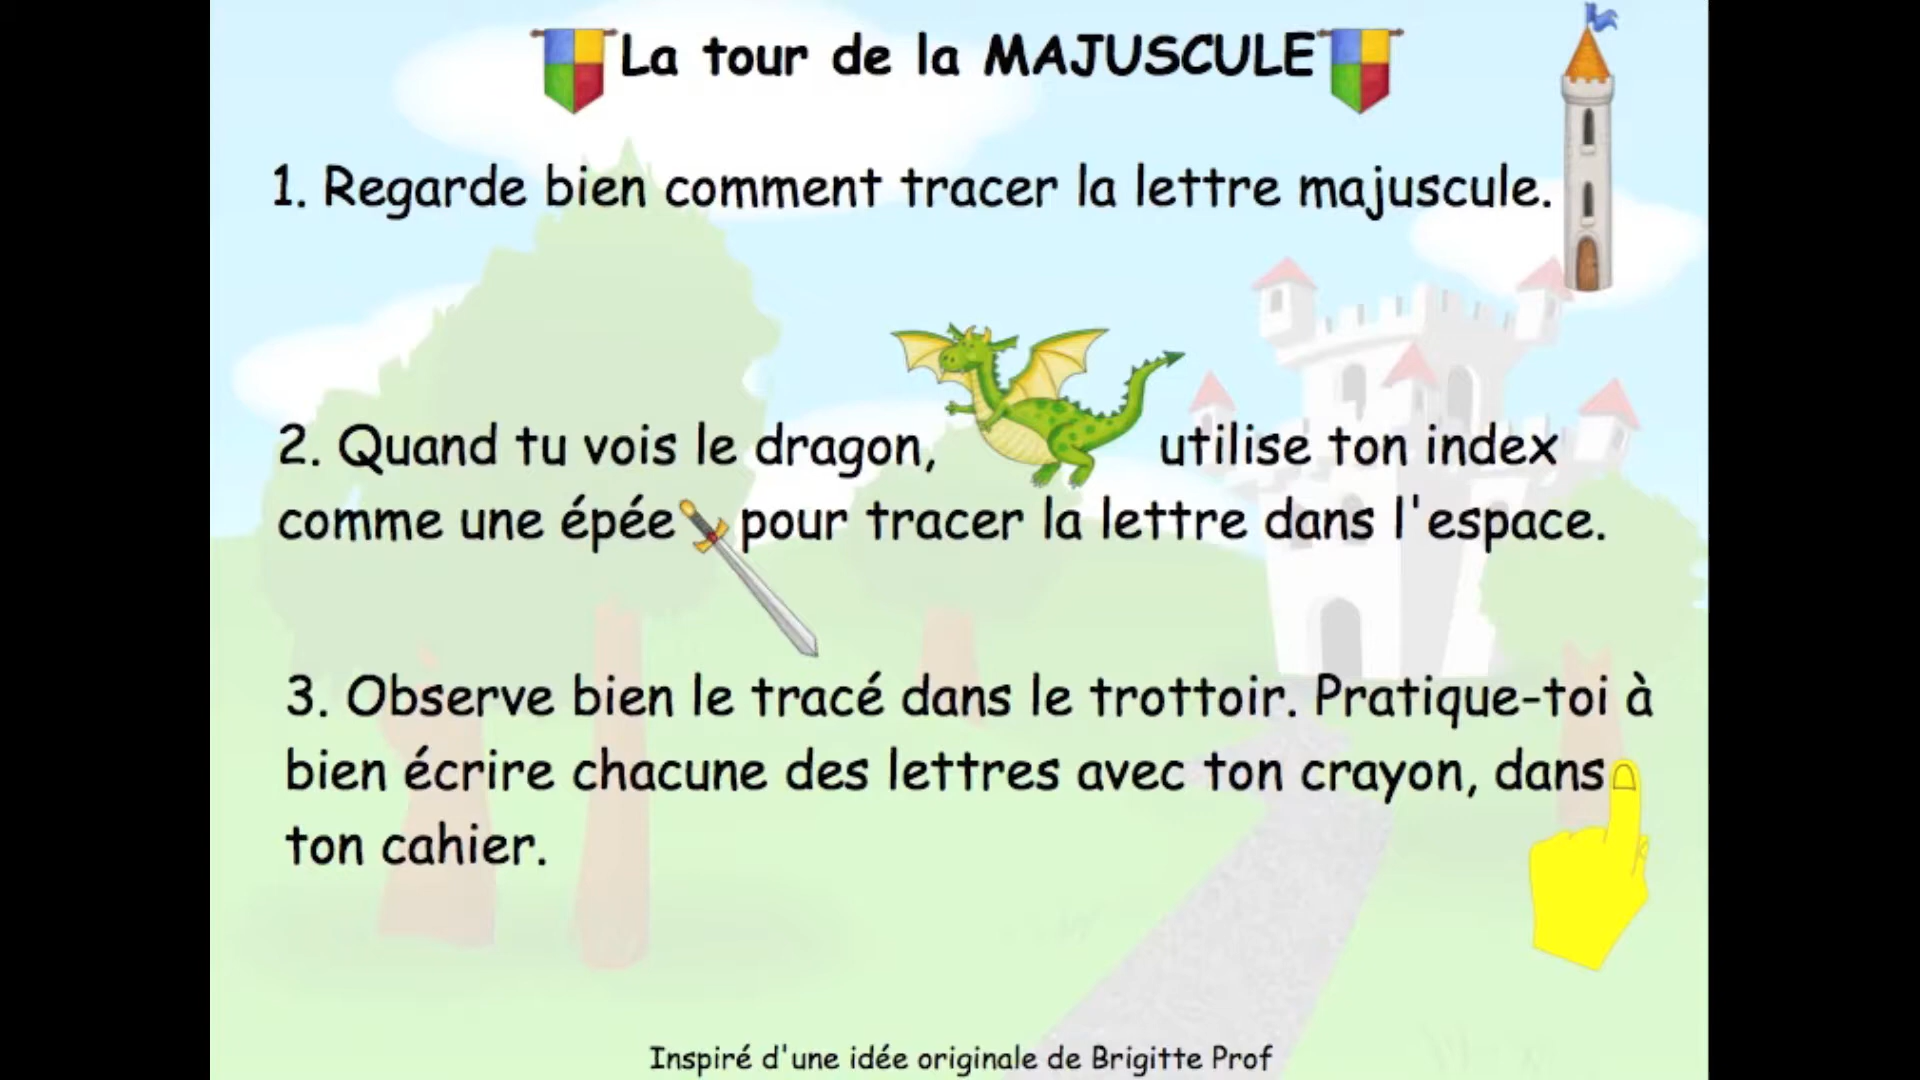 La tour de la MAJUSCULE
1. Regarde bien comment tracer la lettre majuscule.
2. Quand tu vois le dragon, utilise ton index
comme une épée pour tracer la lettre dans l'espace.
3. Observe bien le tracé dans le trottoir. Pratique-toi à
bien écrire chacune des lettres avec ton crayon, dans
ton cahier.
Inspiré d'une idée originale de Brigitte Prof